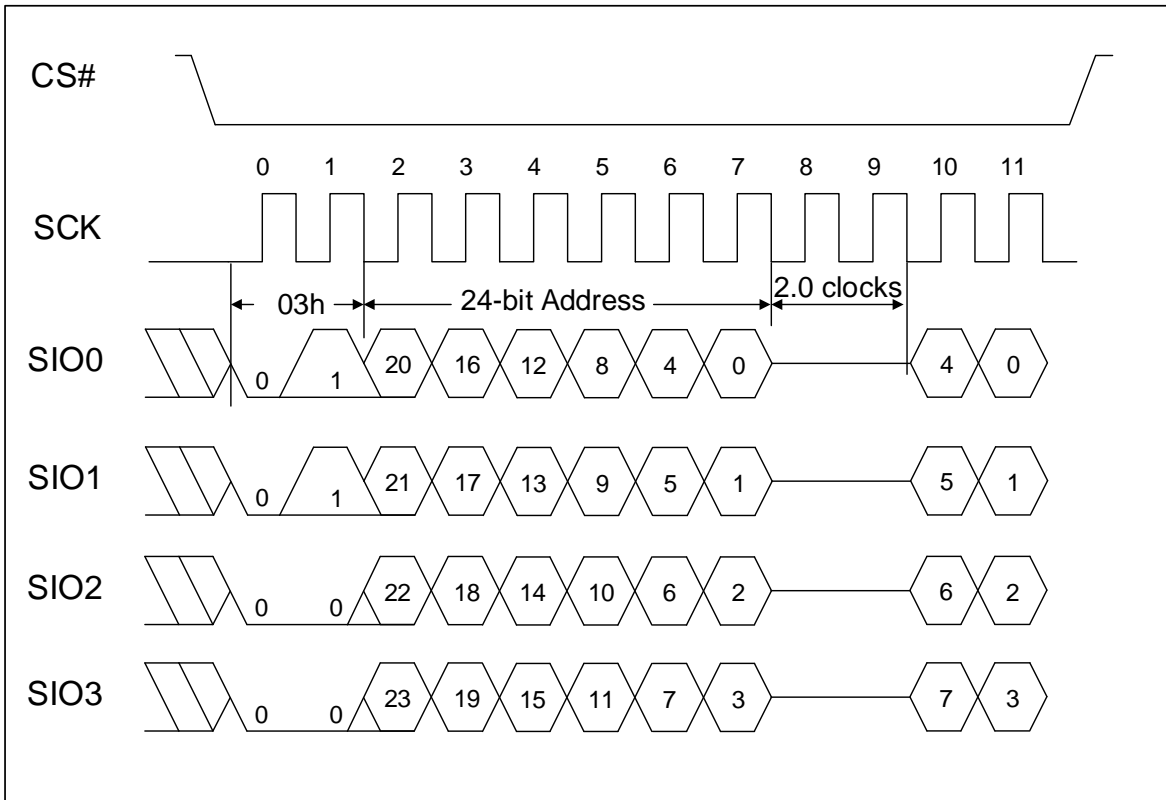 CS#
0 1 2 3 4 5 6 7 8 9 10 11
SCK
03h 24-bit Address 2.0 clocks
SIO0 0 1 20 16 12 8 4 0 4 0
SIO1 0 1 21 17 13 9 5 1 5 1
SIO2 0 0 22 18 14 10 6 2 6 2
SIO3 0 0 23 19 15 11 7 3 7 3